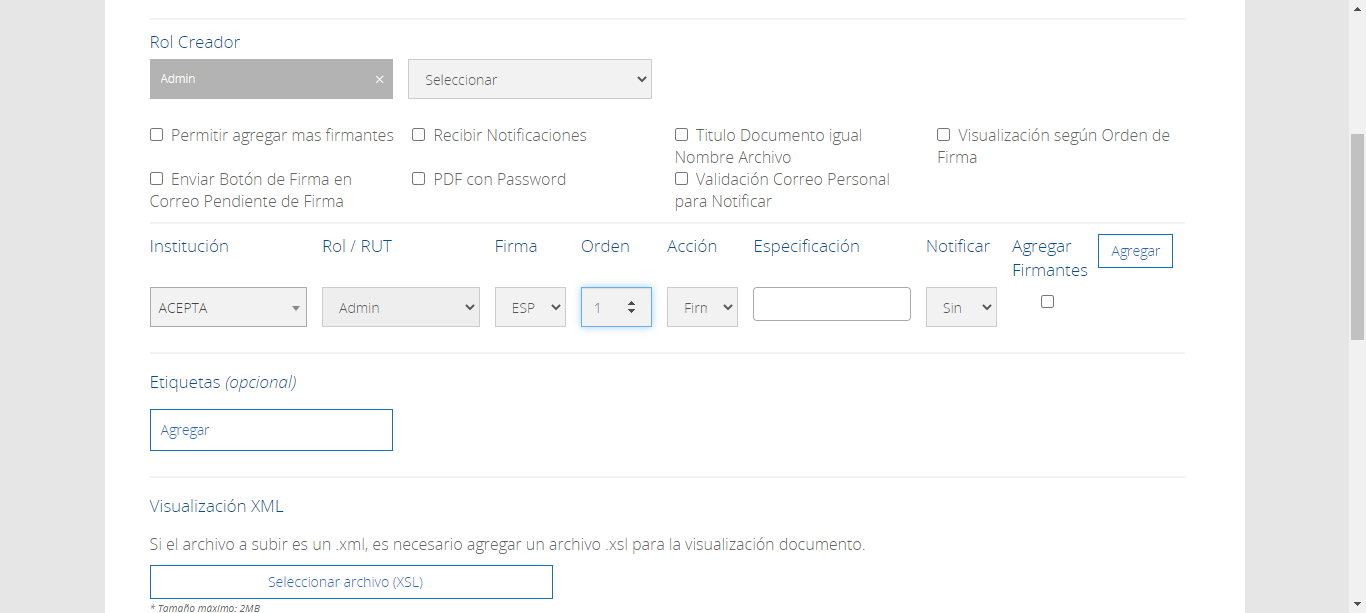 Rol Creador
Admin ×
Seleccionar
Permitir agregar mas firmantes
Recibir Notificaciones
Titulo Documento igual
Nombre Archivo
Visualización según Orden de
Firma
Enviar Botón de Firma en
Correo Pendiente de Firma
PDF con Password
Validación Correo Personal
para Notificar
Institución Rol / RUT Firma Orden Acción Especificación Notificar Agregar
Firmantes
Agregar
ACEPTA Admin ESP 1 Firn Sin
Etiquetas (opcional)
Agregar
Visualización XML
Si el archivo a subir es un .xml, es necesario agregar un archivo .xsl para la visualización documento.
Seleccionar archivo (XSL)
* Tamaño máximo: 2MB